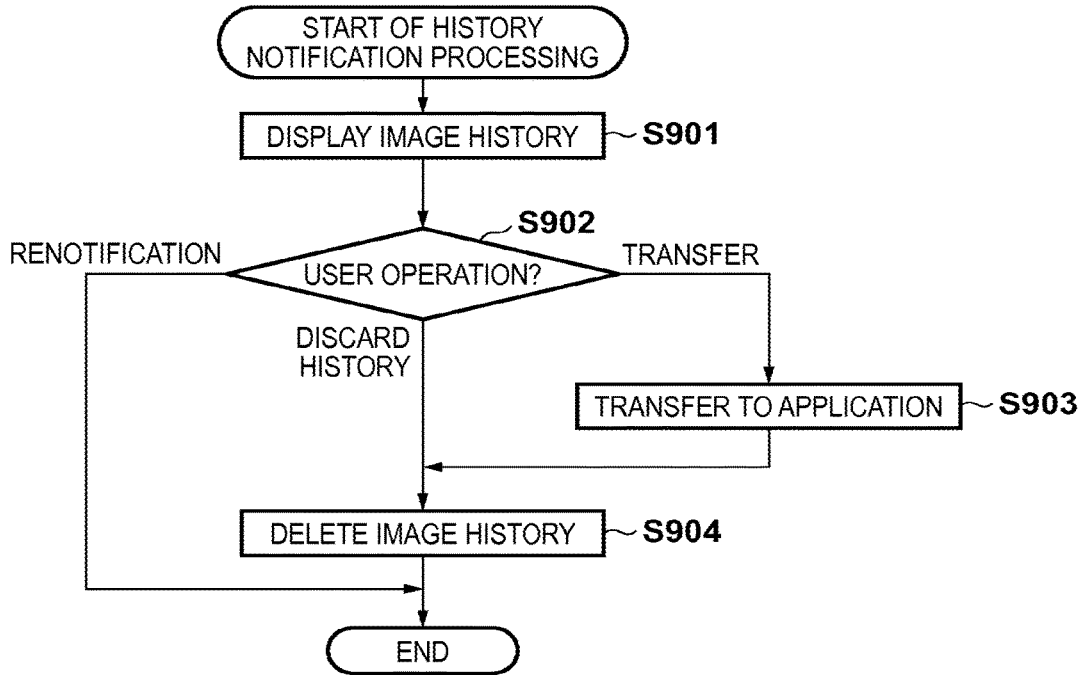 START OF HISTORY
NOTIFICATION PROCESSING
DISPLAY IMAGE HISTORY
S901
S902
RENOTIFICATION
USER OPERATION?
TRANSFER
DISCARD
HISTORY
TRANSFER TO APPLICATION
S903
DELETE IMAGE HISTORY
S904
END